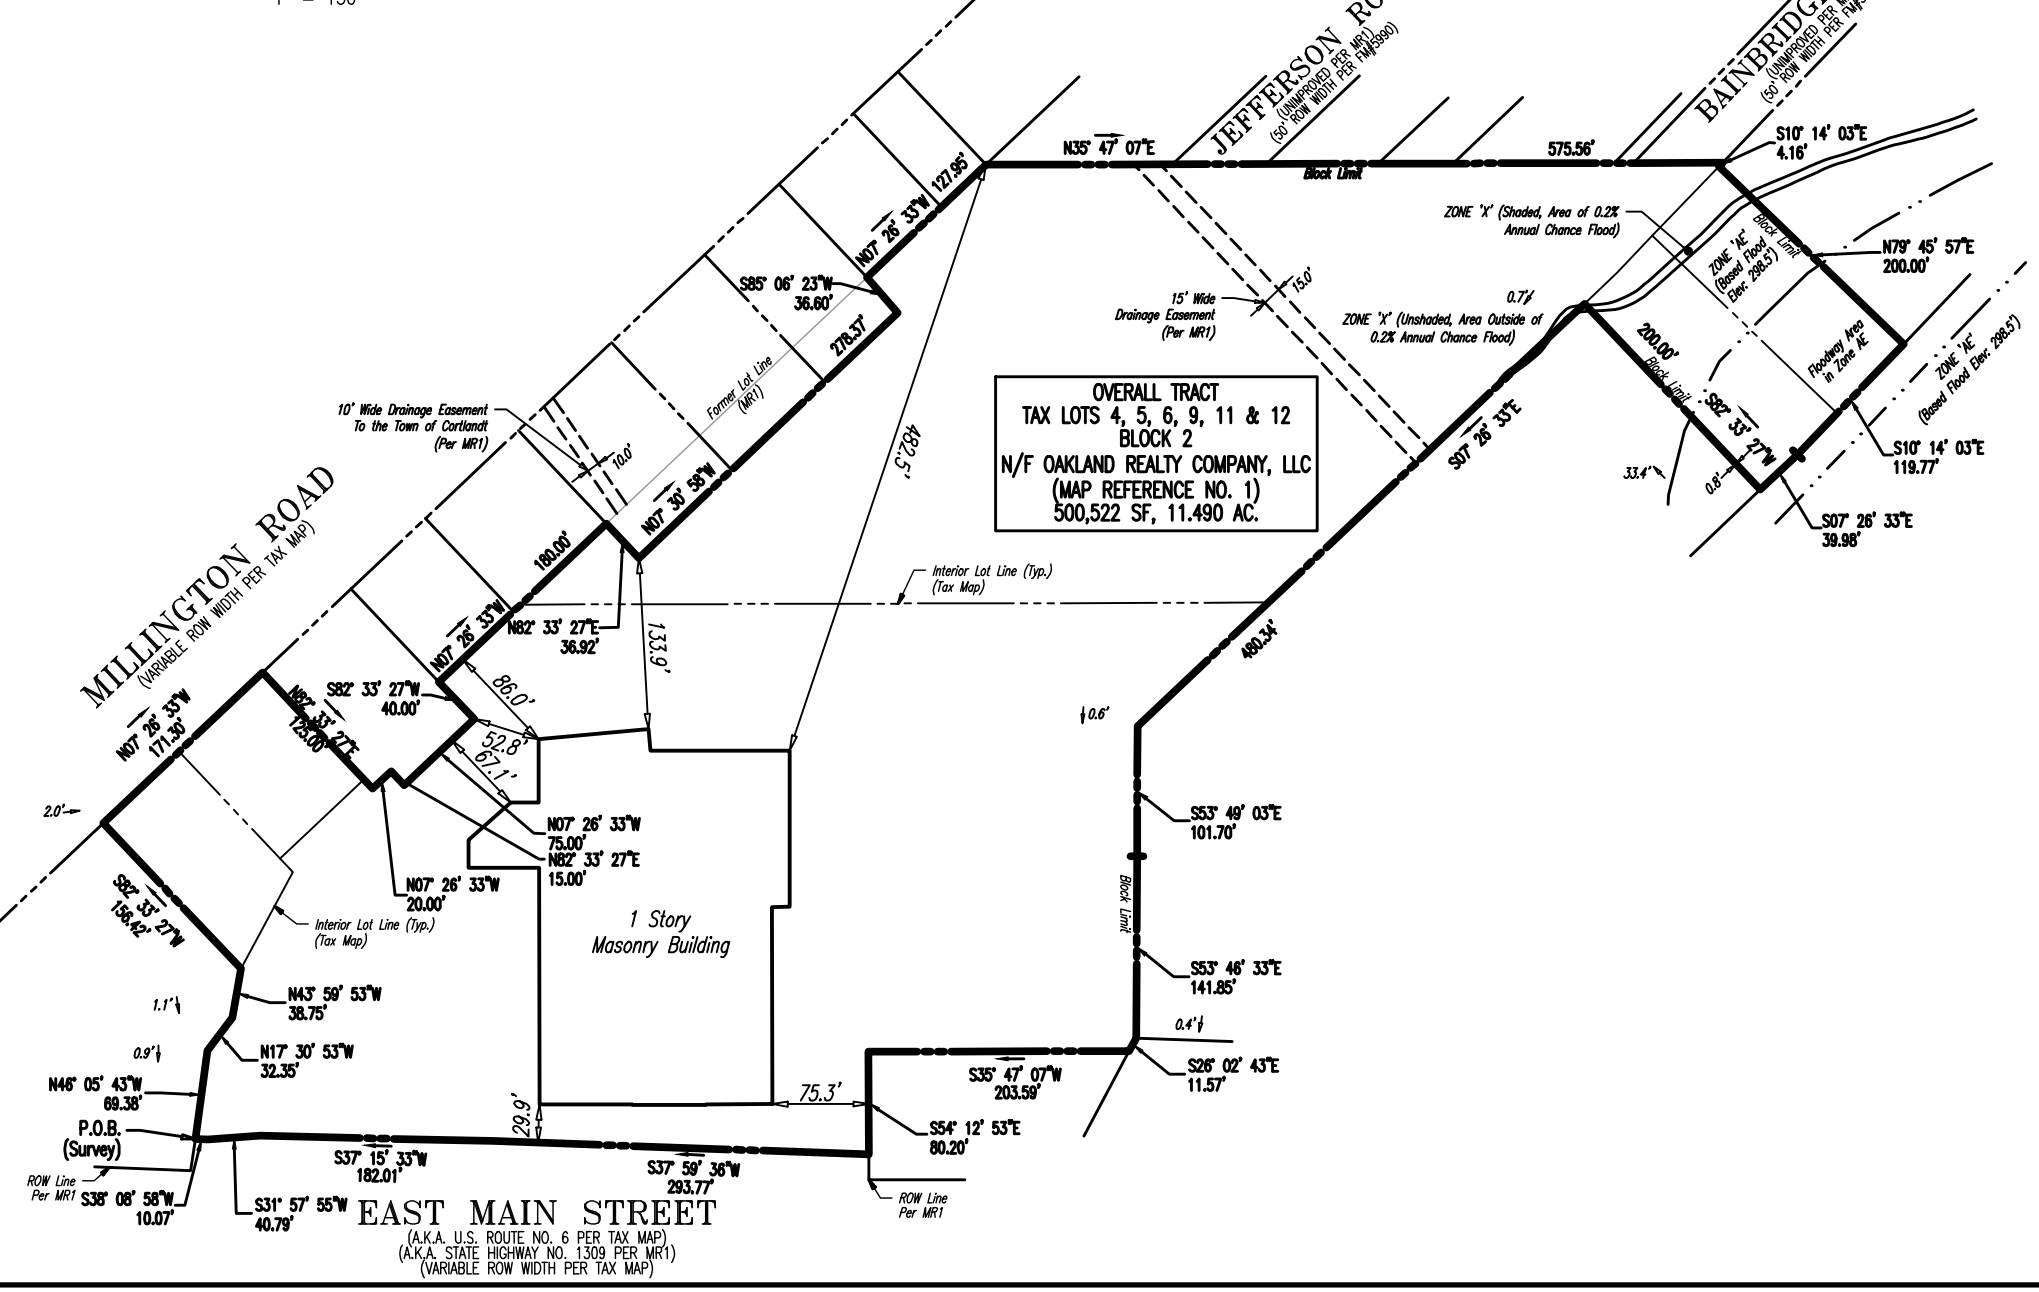 JEFFERSON
(UNIMPROVED PER MR1)
(50' ROW WIDTH PER FM#5990)
BAINBRIDGE
N35° 47' 07"E
575.56'
Block Limit
S10° 14' 03"E
4.16'
127.95'
N07° 26' 33"W
ZONE 'X' (Shaded, Area of 0.2%
Annual Chance Flood)
Block Limit
ZONE 'AE'
(Based Flood
Elev: 298.5')
N79° 45' 57"E
200.00'
S85° 06' 23"W
36.60'
278.37'
15' Wide
Drainage Easement
(Per MR1)
15.0'
0.7'
ZONE 'X' (Unshaded, Area Outside of
0.2% Annual Chance Flood)
200.00'
Block Limit
S82° 33' 27"W
Floodway Area
in Zone AE
ZONE 'AE'
(Based Flood Elev: 298.5')
Former Lot Line
(MR1)
10' Wide Drainage Easement
To the Town of Cortlandt
(Per MR1)
10.0'
482.5'
OVERALL TRACT
TAX LOTS 4, 5, 6, 9, 11 & 12
BLOCK 2
N/F OAKLAND REALTY COMPANY, LLC
(MAP REFERENCE NO. 1)
500,522 SF, 11.490 AC.
S07° 26' 33"E
480.34'
S10° 14' 03"E
119.77'
33.4'
0.8'
S07° 26' 33"E
39.98'
MILLINGTON ROAD
(VARIABLE ROW WIDTH PER TAX MAP)
N07° 30' 58"W
180.00'
N07° 26' 33"W
Interior Lot Line (Typ.)
(Tax Map)
N82° 33' 27"E
36.92'
133.9'
86.0'
S82° 33' 27"W
40.00'
N82° 33' 27"E
125.00'
N07° 26' 33"W
171.30'
52.8'
67.1'
0.6'
2.0'
N07° 26' 33"W
75.00'
N82° 33' 27"E
15.00'
N07° 26' 33"W
20.00'
S53° 49' 03"E
101.70'
Block Limit
S82° 33' 27"W
156.42'
Interior Lot Line (Typ.)
(Tax Map)
1 Story
Masonry Building
S53° 46' 33"E
141.85'
N43° 59' 53"W
38.75'
1.1'
0.4'
0.9'
N17° 30' 53"W
32.35'
S26° 02' 43"E
11.57'
S35° 47' 07"W
203.59'
N46° 05' 43"W
69.38'
75.3'
29.9'
P.O.B.
(Survey)
S54° 12' 53"E
80.20'
S37° 15' 33"W
182.01'
S37° 59' 36"W
293.77'
ROW Line
Per MR1
S38° 08' 58"W
10.07'
S31° 57' 55"W
40.79'
ROW Line
Per MR1
EAST MAIN STREET
(A.K.A. U.S. ROUTE NO. 6 PER TAX MAP)
(A.K.A. STATE HIGHWAY NO. 1309 PER MR1)
(VARIABLE ROW WIDTH PER TAX MAP)